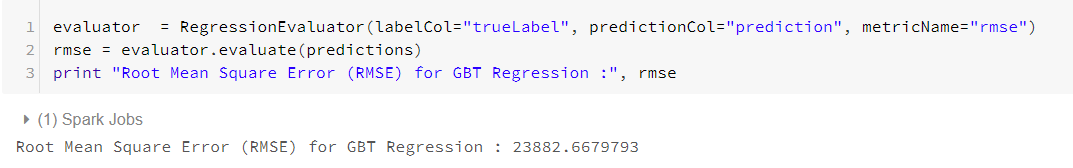 1 evaluator  = RegressionEvaluator(labelCol="trueLabel", predictionCol="prediction", metricName="rmse")
2 rmse = evaluator.evaluate(predictions)
3 print "Root Mean Square Error (RMSE) for GBT Regression :", rmse
▸ (1) Spark Jobs
Root Mean Square Error (RMSE) for GBT Regression : 23882.6679793